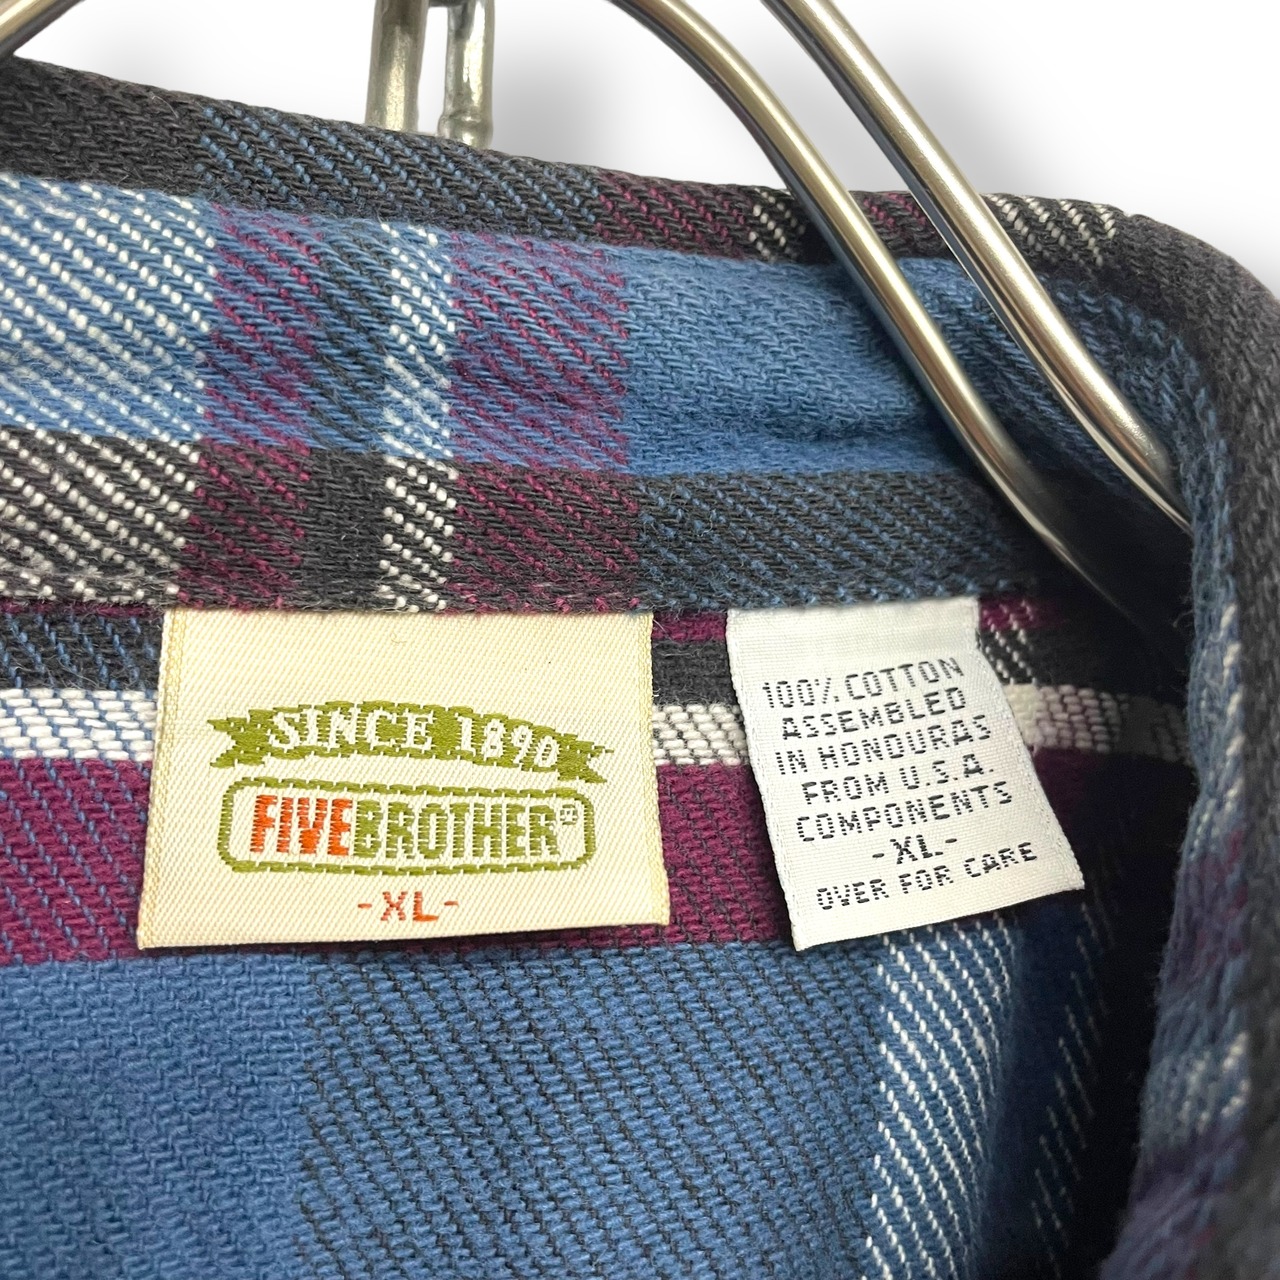 SINCE 1890
FIVEBROTHER®
-XL-
100% COTTON
ASSEMBLED
IN HONDURAS
FROM U.S.A.
COMPONENTS
-XL-
OVER FOR CARE